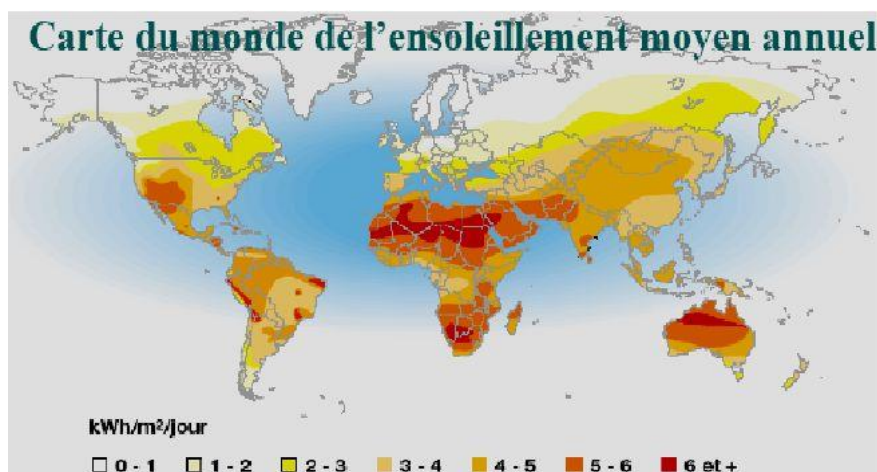 Carte du monde de l'ensoleillement moyen annuel
kWh/m²/jour
0 - 1 1 - 2 2 - 3 3 - 4 4 - 5 5 - 6 6 et +